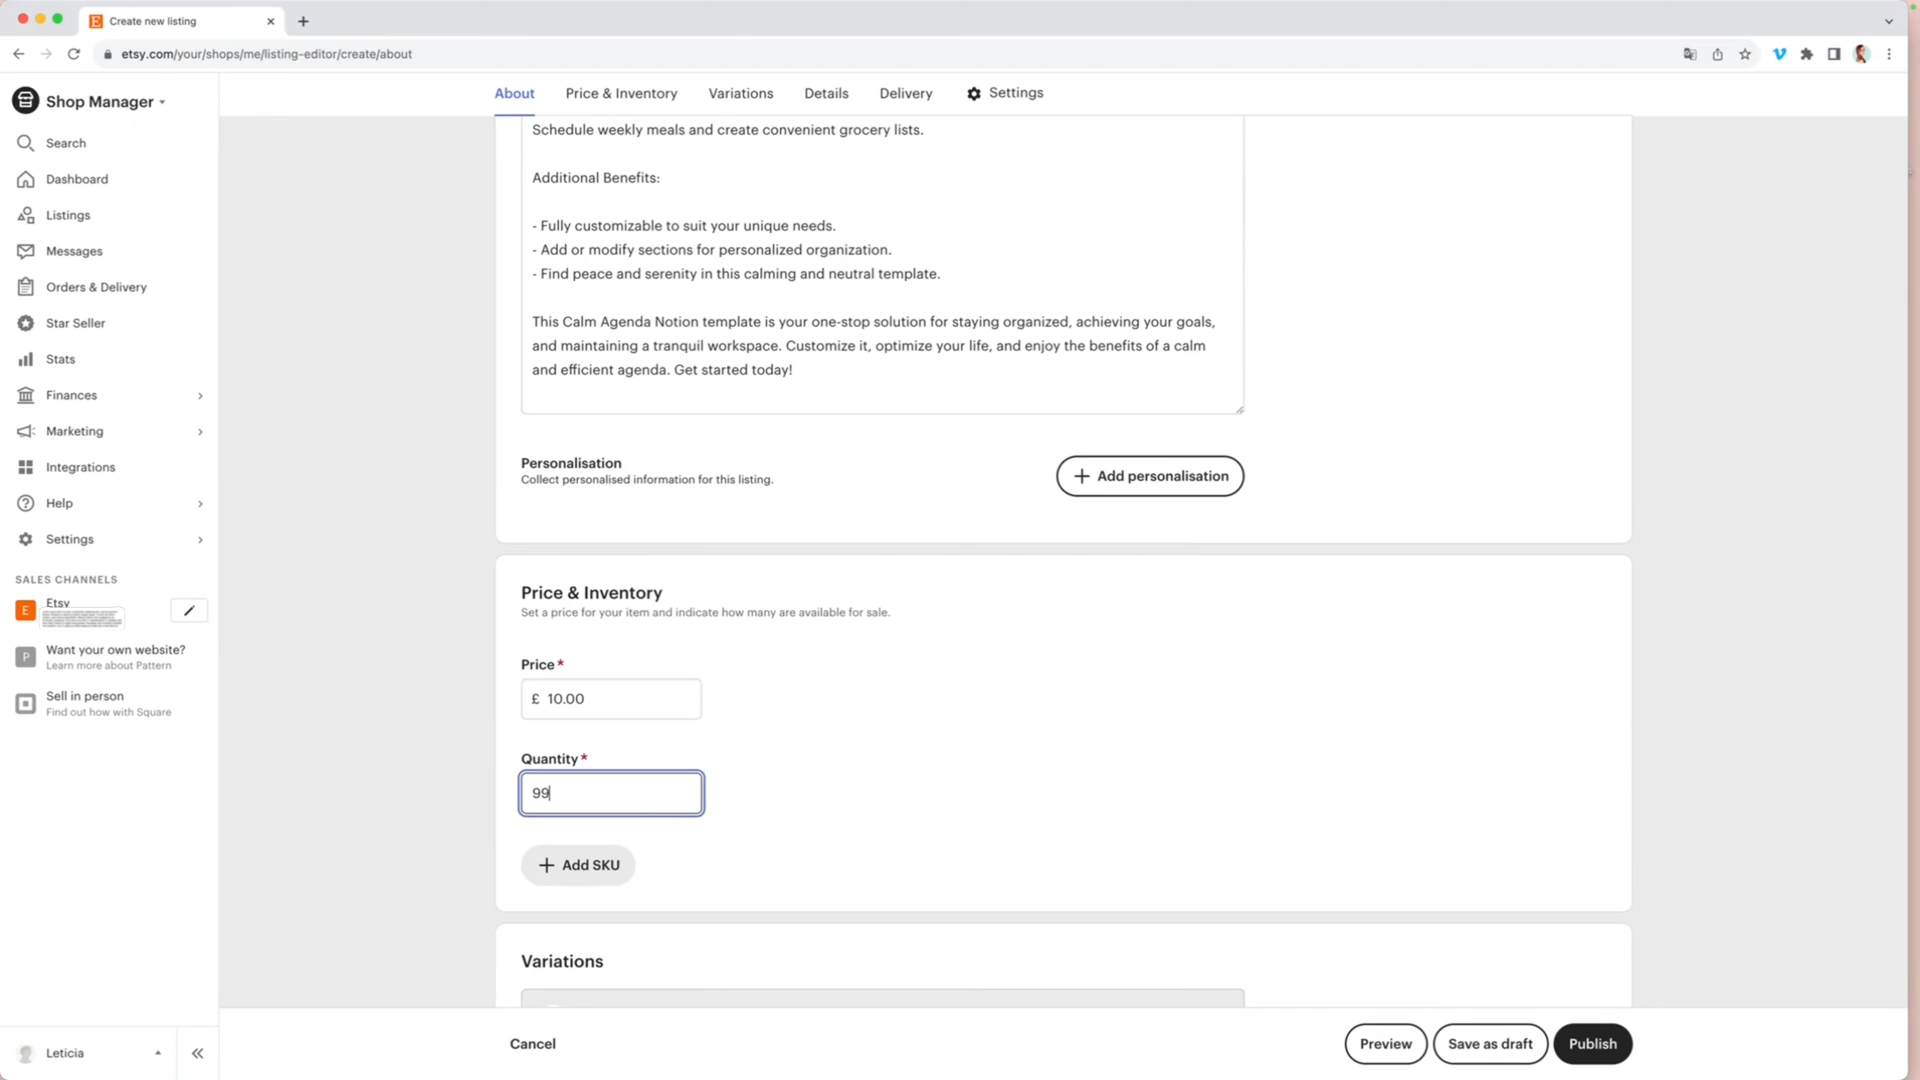 Create new listing
etsy.com/your/shops/me/listing-editor/create/about
Shop Manager
Search
Dashboard
Listings
Messages
Orders & Delivery
Star Seller
Stats
Finances
Marketing
Integrations
Help
Settings
SALES CHANNELS
E
Etsy
P
Want your own website?
Learn more about Pattern
Sell in person
Find out how with Square
Leticia
About
Price & Inventory
Variations
Details
Delivery
Settings
Schedule weekly meals and create convenient grocery lists.
Additional Benefits:
- Fully customizable to suit your unique needs.
- Add or modify sections for personalized organization.
- Find peace and serenity in this calming and neutral template.
This Calm Agenda Notion template is your one-stop solution for staying organized, achieving your goals,
and maintaining a tranquil workspace. Customize it, optimize your life, and enjoy the benefits of a calm
and efficient agenda. Get started today!
Personalisation
Collect personalised information for this listing.
+ Add personalisation
Price & Inventory
Set a price for your item and indicate how many are available for sale.
Price*
£ 10.00
Quantity*
99
+ Add SKU
Variations
Cancel
Preview
Save as draft
Publish